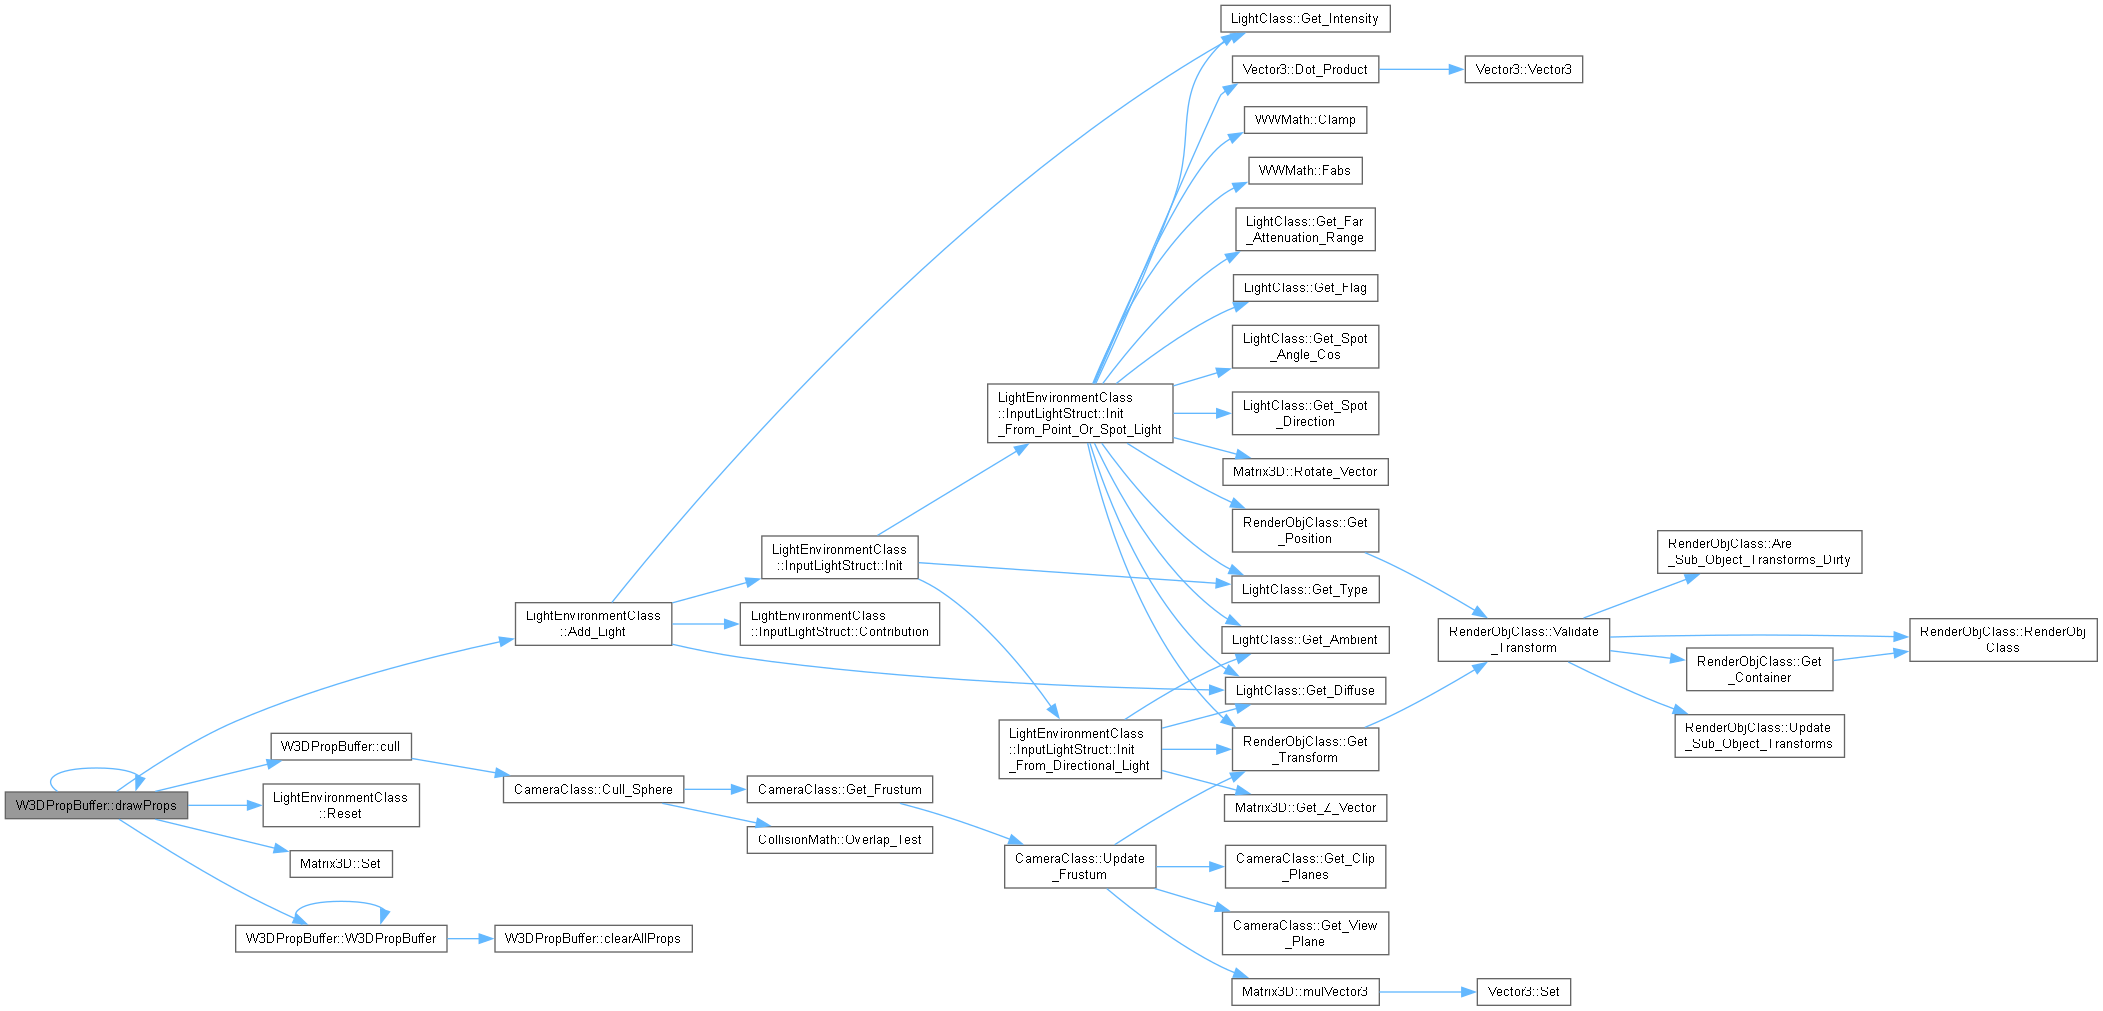 LightClass::Get_Intensity
Vector3::Dot_Product
Vector3::Vector3
WWMath::Clamp
WWMath::Fabs
LightClass::Get_Far
_Attenuation_Range
LightClass::Get_Flag
LightClass::Get_Spot
_Angle_Cos
LightEnvironmentClass
::InputLightStruct::Init
_From_Point_Or_Spot_Light
LightClass::Get_Spot
_Direction
Matrix3D::Rotate_Vector
RenderObjClass::Get
_Position
RenderObjClass::Are
_Sub_Object_Transforms_Dirty
LightEnvironmentClass
::InputLightStruct::Init
LightClass::Get_Type
LightEnvironmentClass
::Add_Light
LightEnvironmentClass
::InputLightStruct::Contribution
LightClass::Get_Ambient
RenderObjClass::Validate
_Transform
RenderObjClass::RenderObj
Class
RenderObjClass::Get
_Container
LightClass::Get_Diffuse
LightEnvironmentClass
::InputLightStruct::Init
_From_Directional_Light
RenderObjClass::Get
_Transform
RenderObjClass::Update
_Sub_Object_Transforms
W3DPropBuffer::cull
W3DPropBuffer::drawProps
LightEnvironmentClass
::Reset
CameraClass::Cull_Sphere
CameraClass::Get_Frustum
Matrix3D::Get_Z_Vector
CollisionMath::Overlap_Test
Matrix3D::Set
CameraClass::Update
_Frustum
CameraClass::Get_Clip
_Planes
CameraClass::Get_View
_Plane
W3DPropBuffer::W3DPropBuffer
W3DPropBuffer::clearAllProps
Matrix3D::mulVector3
Vector3::Set